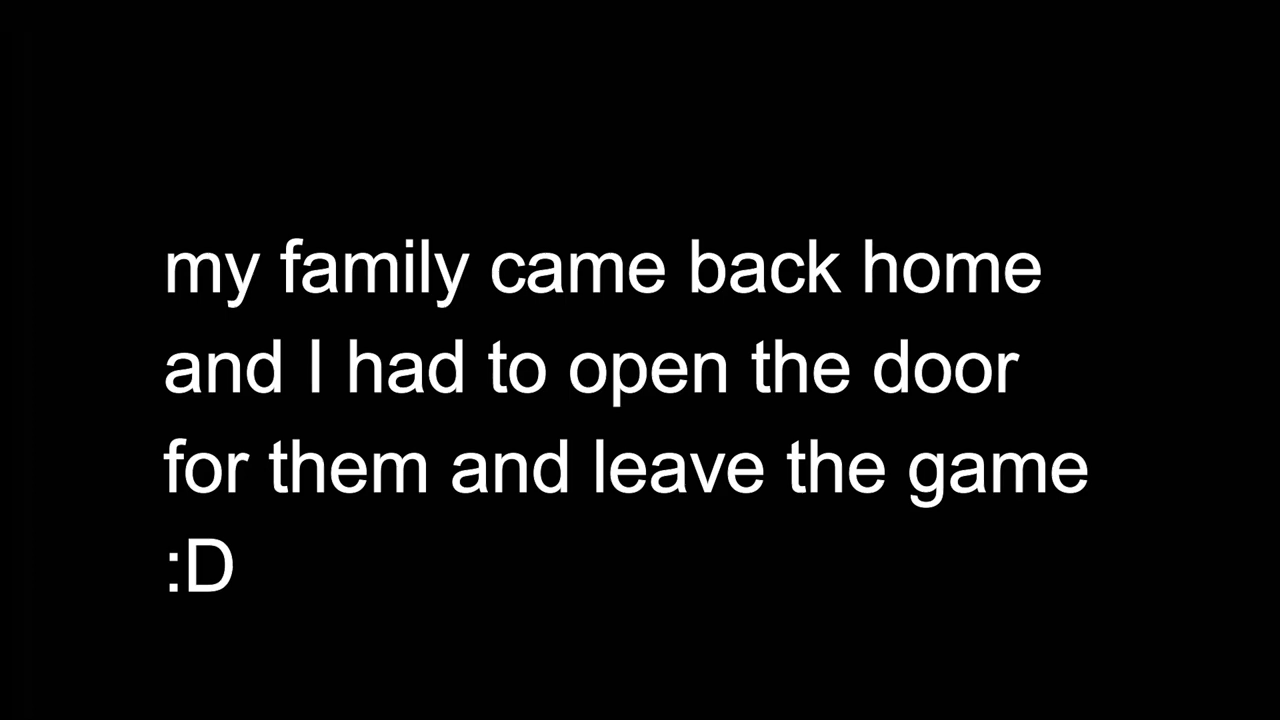 my family came back home
and I had to open the door
for them and leave the game
:D